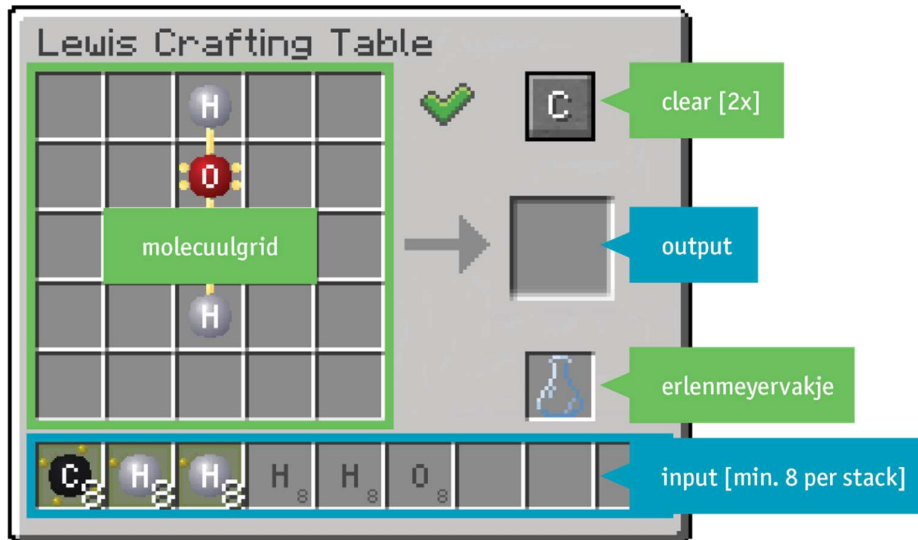 Lewis Crafting Table
H
C
clear [2x]
O
molecuulgrid
output
H
erlenmeyervakje
C 8 H 8 H 8 H 8 H 8 O 8
input [min. 8 per stack]